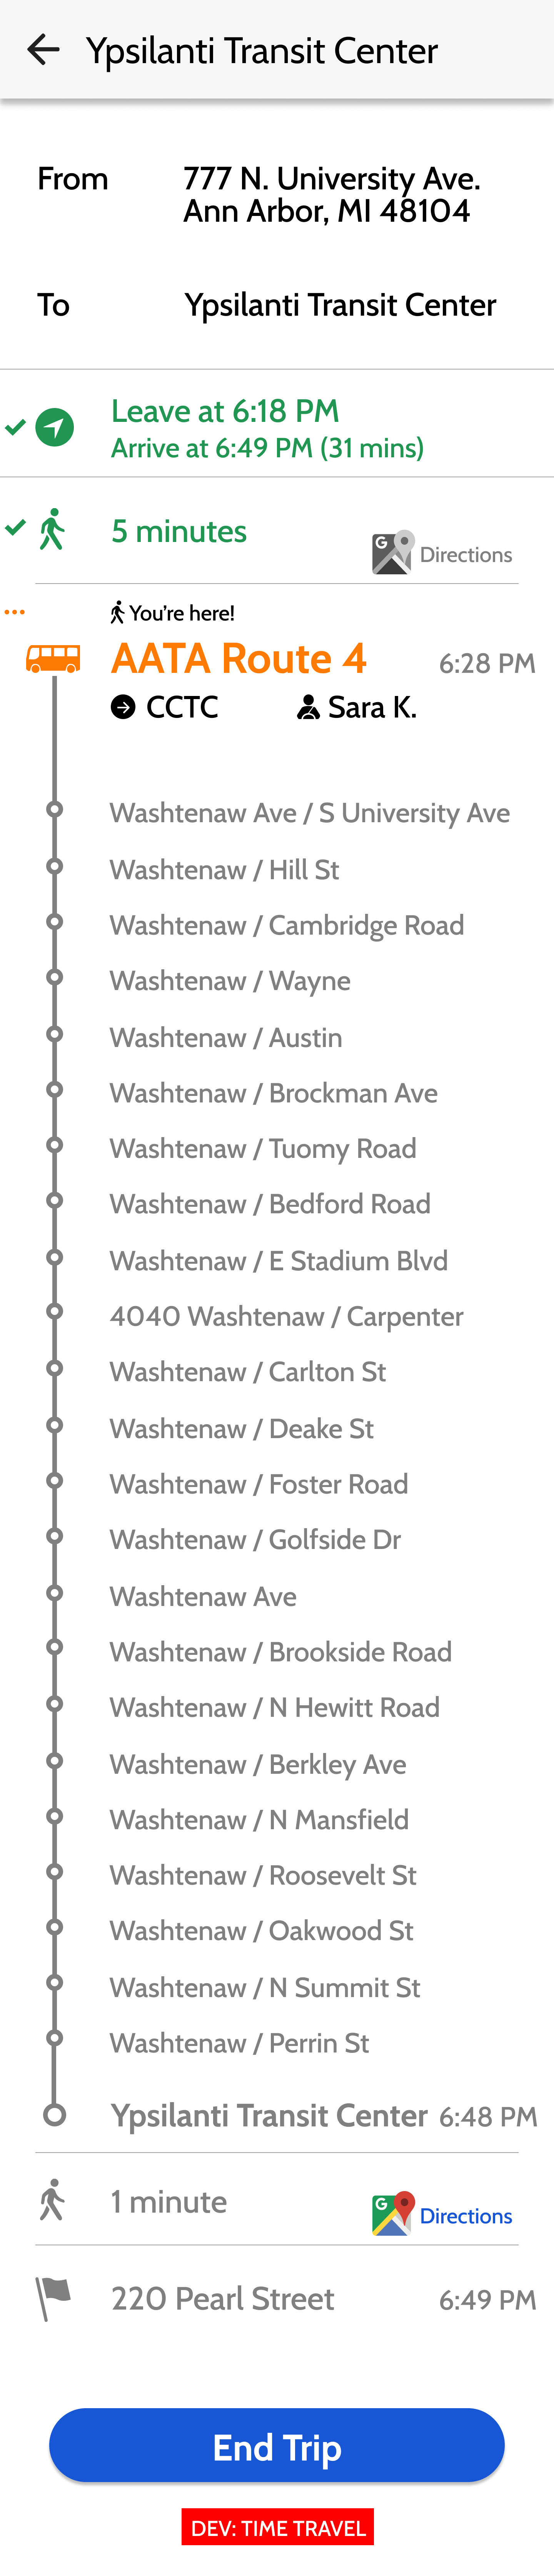 Ypsilanti Transit Center
From
777 N. University Ave.
Ann Arbor, MI 48104
To
Ypsilanti Transit Center
Leave at 6:18 PM
Arrive at 6:49 PM (31 mins)
5 minutes
G
Directions
You're here!
AATA Route 4
6:28 PM
CCTC
Sara K.
Washtenaw Ave / S University Ave
Washtenaw / Hill St
Washtenaw / Cambridge Road
Washtenaw / Wayne
Washtenaw / Austin
Washtenaw / Brockman Ave
Washtenaw / Tuomy Road
Washtenaw / Bedford Road
Washtenaw / E Stadium Blvd
4040 Washtenaw / Carpenter
Washtenaw / Carlton St
Washtenaw / Deake St
Washtenaw / Foster Road
Washtenaw / Golfside Dr
Washtenaw Ave
Washtenaw / Brookside Road
Washtenaw / N Hewitt Road
Washtenaw / Berkley Ave
Washtenaw / N Mansfield
Washtenaw / Roosevelt St
Washtenaw / Oakwood St
Washtenaw / N Summit St
Washtenaw / Perrin St
Ypsilanti Transit Center 6:48 PM
1 minute
G
Directions
220 Pearl Street
6:49 PM
End Trip
DEV: TIME TRAVEL